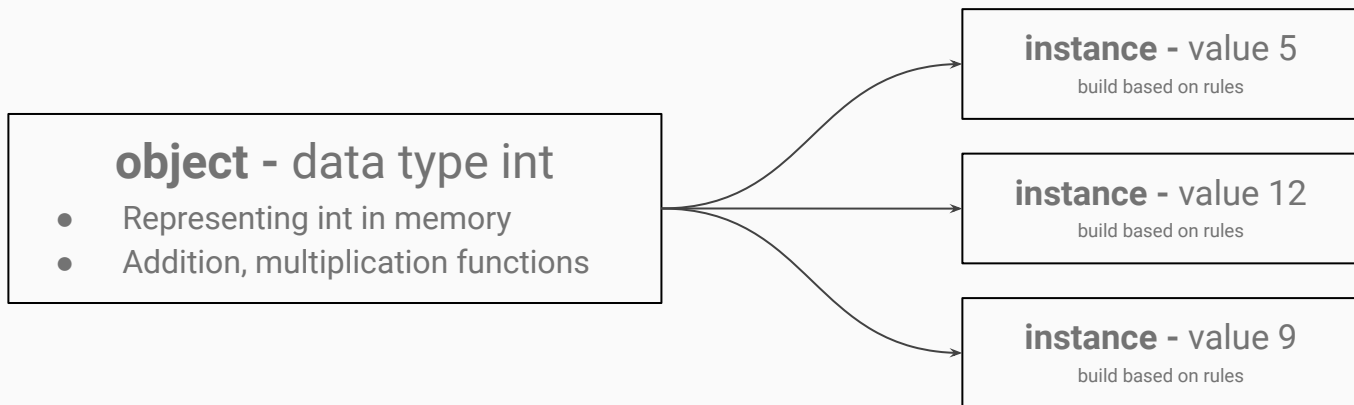 object - data type int
● Representing int in memory
● Addition, multiplication functions
instance - value 5
build based on rules
instance - value 12
build based on rules
instance - value 9
build based on rules